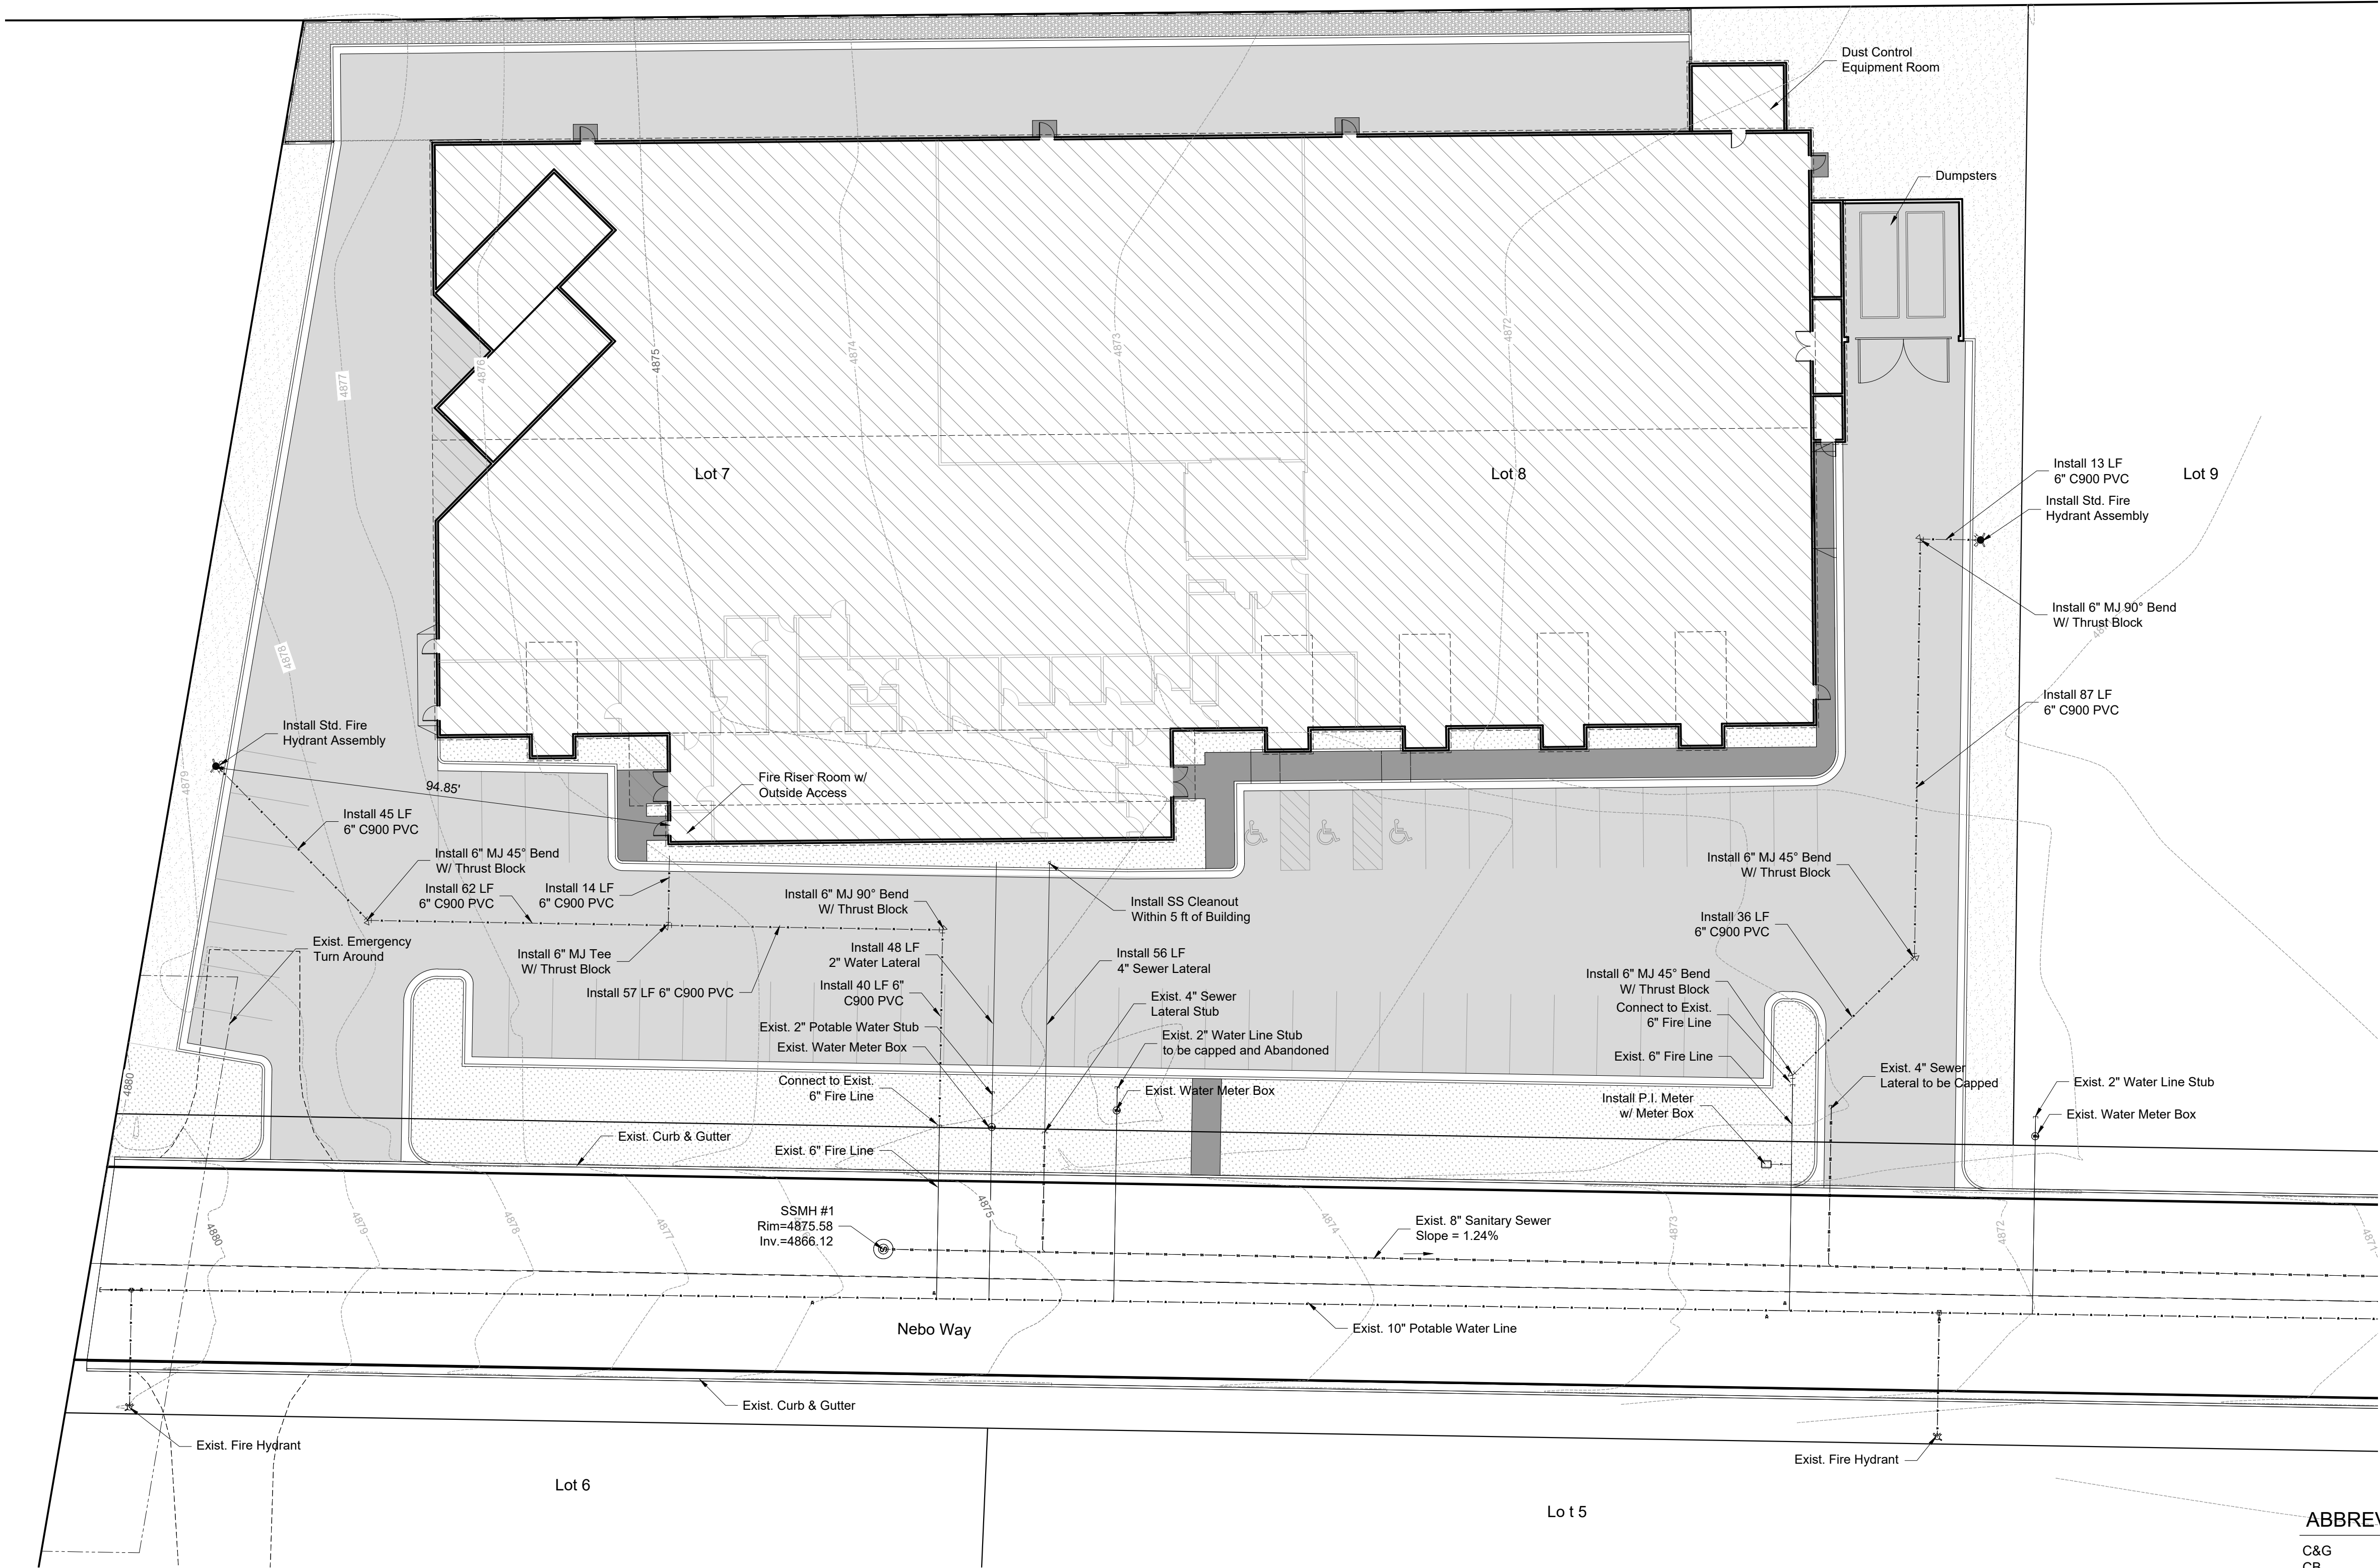 Dust Control
Equipment Room
Dumpsters
4877
4876
4875
4874
4873
4872
Lot 7
Lot 8
Lot 9
Install 13 LF
6" C900 PVC
Install Std. Fire
Hydrant Assembly
Install 6" MJ 90° Bend
W/ Thrust Block
4878
Install 87 LF
6" C900 PVC
Install Std. Fire
Hydrant Assembly
4879
94.85'
Fire Riser Room w/
Outside Access
Install 45 LF
6" C900 PVC
Install 6" MJ 45° Bend
W/ Thrust Block
Install 62 LF
6" C900 PVC
Install 14 LF
6" C900 PVC
Install 6" MJ 90° Bend
W/ Thrust Block
Install SS Cleanout
Within 5 ft of Building
Install 6" MJ 45° Bend
W/ Thrust Block
Install 36 LF
6" C900 PVC
Exist. Emergency
Turn Around
Install 6" MJ Tee
W/ Thrust Block
Install 48 LF
2" Water Lateral
Install 56 LF
4" Sewer Lateral
Install 6" MJ 45° Bend
W/ Thrust Block
Install 57 LF 6" C900 PVC
Install 40 LF 6"
C900 PVC
Exist. 4" Sewer
Lateral Stub
Connect to Exist.
6" Fire Line
Exist. 2" Potable Water Stub
Exist. 2" Water Line Stub
to be capped and Abandoned
Exist. Water Meter Box
Exist. 6" Fire Line
Exist. 4" Sewer
Lateral to be Capped
4880
Connect to Exist.
6" Fire Line
Exist. Water Meter Box
Exist. 2" Water Line Stub
Install P.I. Meter
w/ Meter Box
Exist. Water Meter Box
Exist. Curb & Gutter
Exist. 6" Fire Line
SSMH #1
Rim=4875.58
Inv.=4866.12
Exist. 8" Sanitary Sewer
Slope = 1.24%
4880
4879
4878
4877
4876
4875
4874
4873
4872
4871
Nebo Way
Exist. 10" Potable Water Line
Exist. Curb & Gutter
Exist. Fire Hydrant
Exist. Fire Hydrant
Lot 6
Lo t 5
ABBREV
C&G
CB